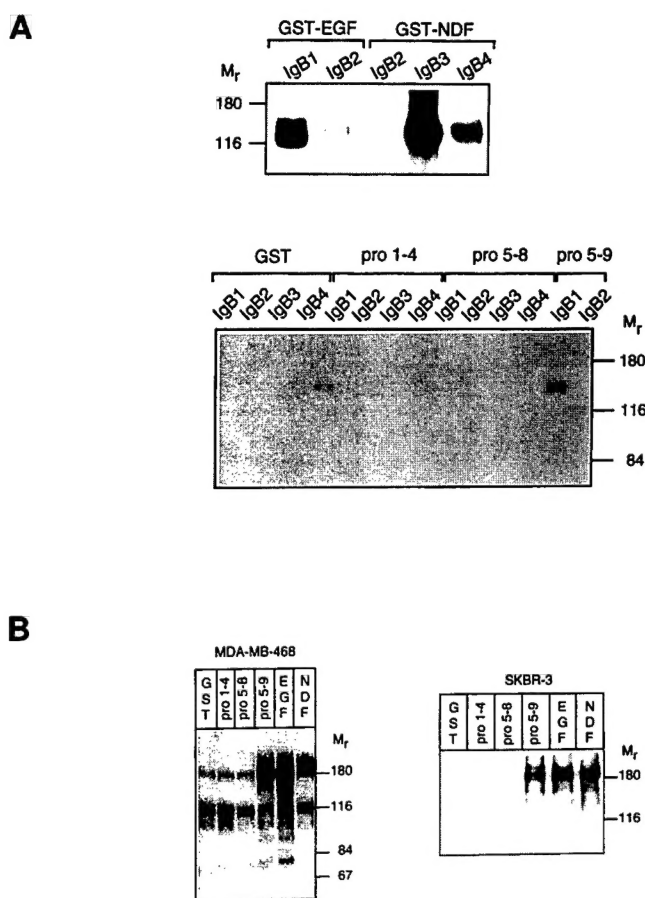 A
GST-EGF GST-NDF
Mr IgB1 IgB2 IgB2 IgB3 IgB4
180
116
GST pro 1-4 pro 5-8 pro 5-9
IgB1 IgB2 IgB3 IgB4 IgB1 IgB2 IgB3 IgB4 IgB1 IgB2 IgB3 IgB4 IgB1 IgB2
Mr
180
116
84
B
MDA-MB-468
GST pro 1-4 pro 5-8 pro 5-9 EGF NDF
Mr
180
116
84
67
SKBR-3
GST pro 1-4 pro 5-8 pro 5-9 EGF NDF
Mr
180
116